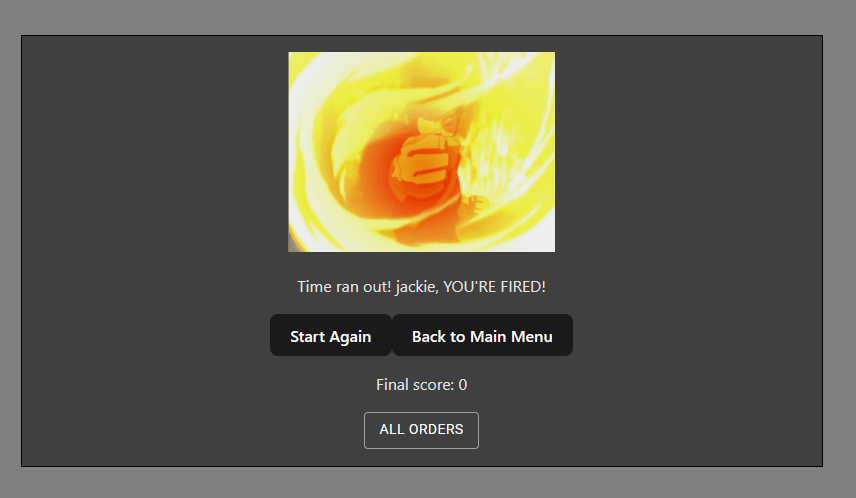 Time ran out! jackie, YOU'RE FIRED!
Start Again
Back to Main Menu
Final score: 0
ALL ORDERS